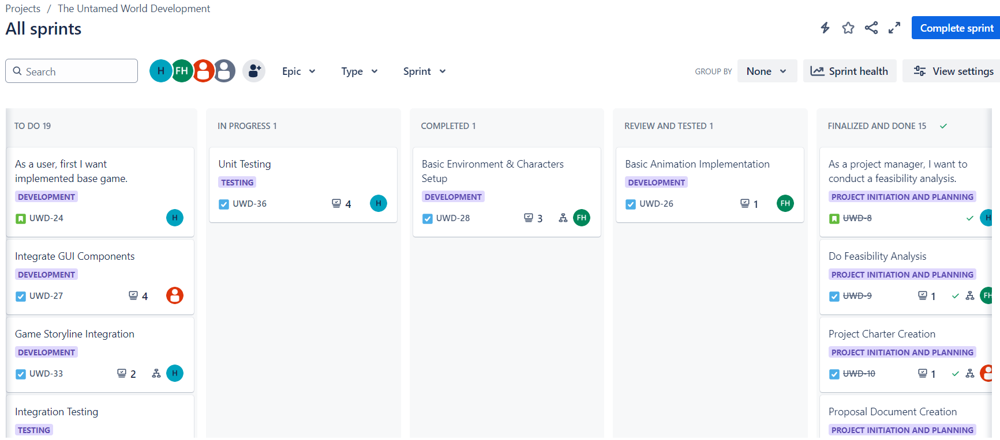 Projects / The Untamed World Development
All sprints
Complete sprint
Search
H
FH
Epic
Type
Sprint
GROUP BY
None
Sprint health
View settings
TO DO 19
As a user, first I want
implemented base game.
DEVELOPMENT
UWD-24
H
Integrate GUI Components
DEVELOPMENT
UWD-27
4
Game Storyline Integration
DEVELOPMENT
UWD-33
2
H
Integration Testing
TESTING
IN PROGRESS 1
Unit Testing
TESTING
UWD-36
4
H
COMPLETED 1
Basic Environment & Characters
Setup
DEVELOPMENT
UWD-28
3
FH
REVIEW AND TESTED 1
Basic Animation Implementation
DEVELOPMENT
UWD-26
1
FH
FINALIZED AND DONE 15
As a project manager, I want to
conduct a feasibility analysis.
PROJECT INITIATION AND PLANNING
UWD-8
H
Do Feasibility Analysis
PROJECT INITIATION AND PLANNING
UWD-9
1
FH
Project Charter Creation
PROJECT INITIATION AND PLANNING
UWD-10
1
Proposal Document Creation
PROJECT INITIATION AND PLANNING